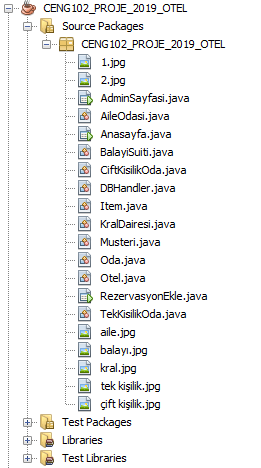 CENG102_PROJE_2019_OTEL
Source Packages
CENG102_PROJE_2019_OTEL
1.jpg
2.jpg
AdminSayfasi.java
AileOdasi.java
Anasayfa.java
BalayiSuiti.java
CiftKisilikOda.java
DBHandler.java
Item.java
KralDairesi.java
Musteri.java
Oda.java
Otel.java
RezervasyonEkle.java
TekKisilikOda.java
aile.jpg
balayı.jpg
kral.jpg
tek kişilik.jpg
çift kişilik.jpg
Test Packages
Libraries
Test Libraries